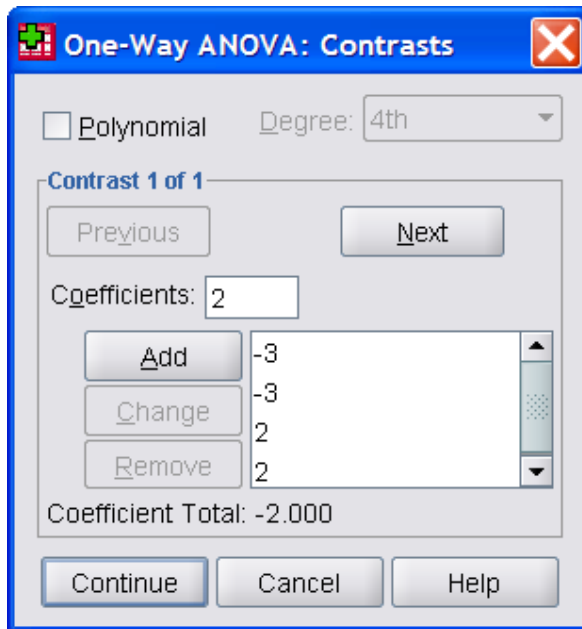 One-Way ANOVA: Contrasts
Polynomial Degree: 4th
Contrast 1 of 1
Previous Next
Coefficients: 2
Add
Change
Remove
-3
-3
2
2
Coefficient Total: -2.000
Continue Cancel Help